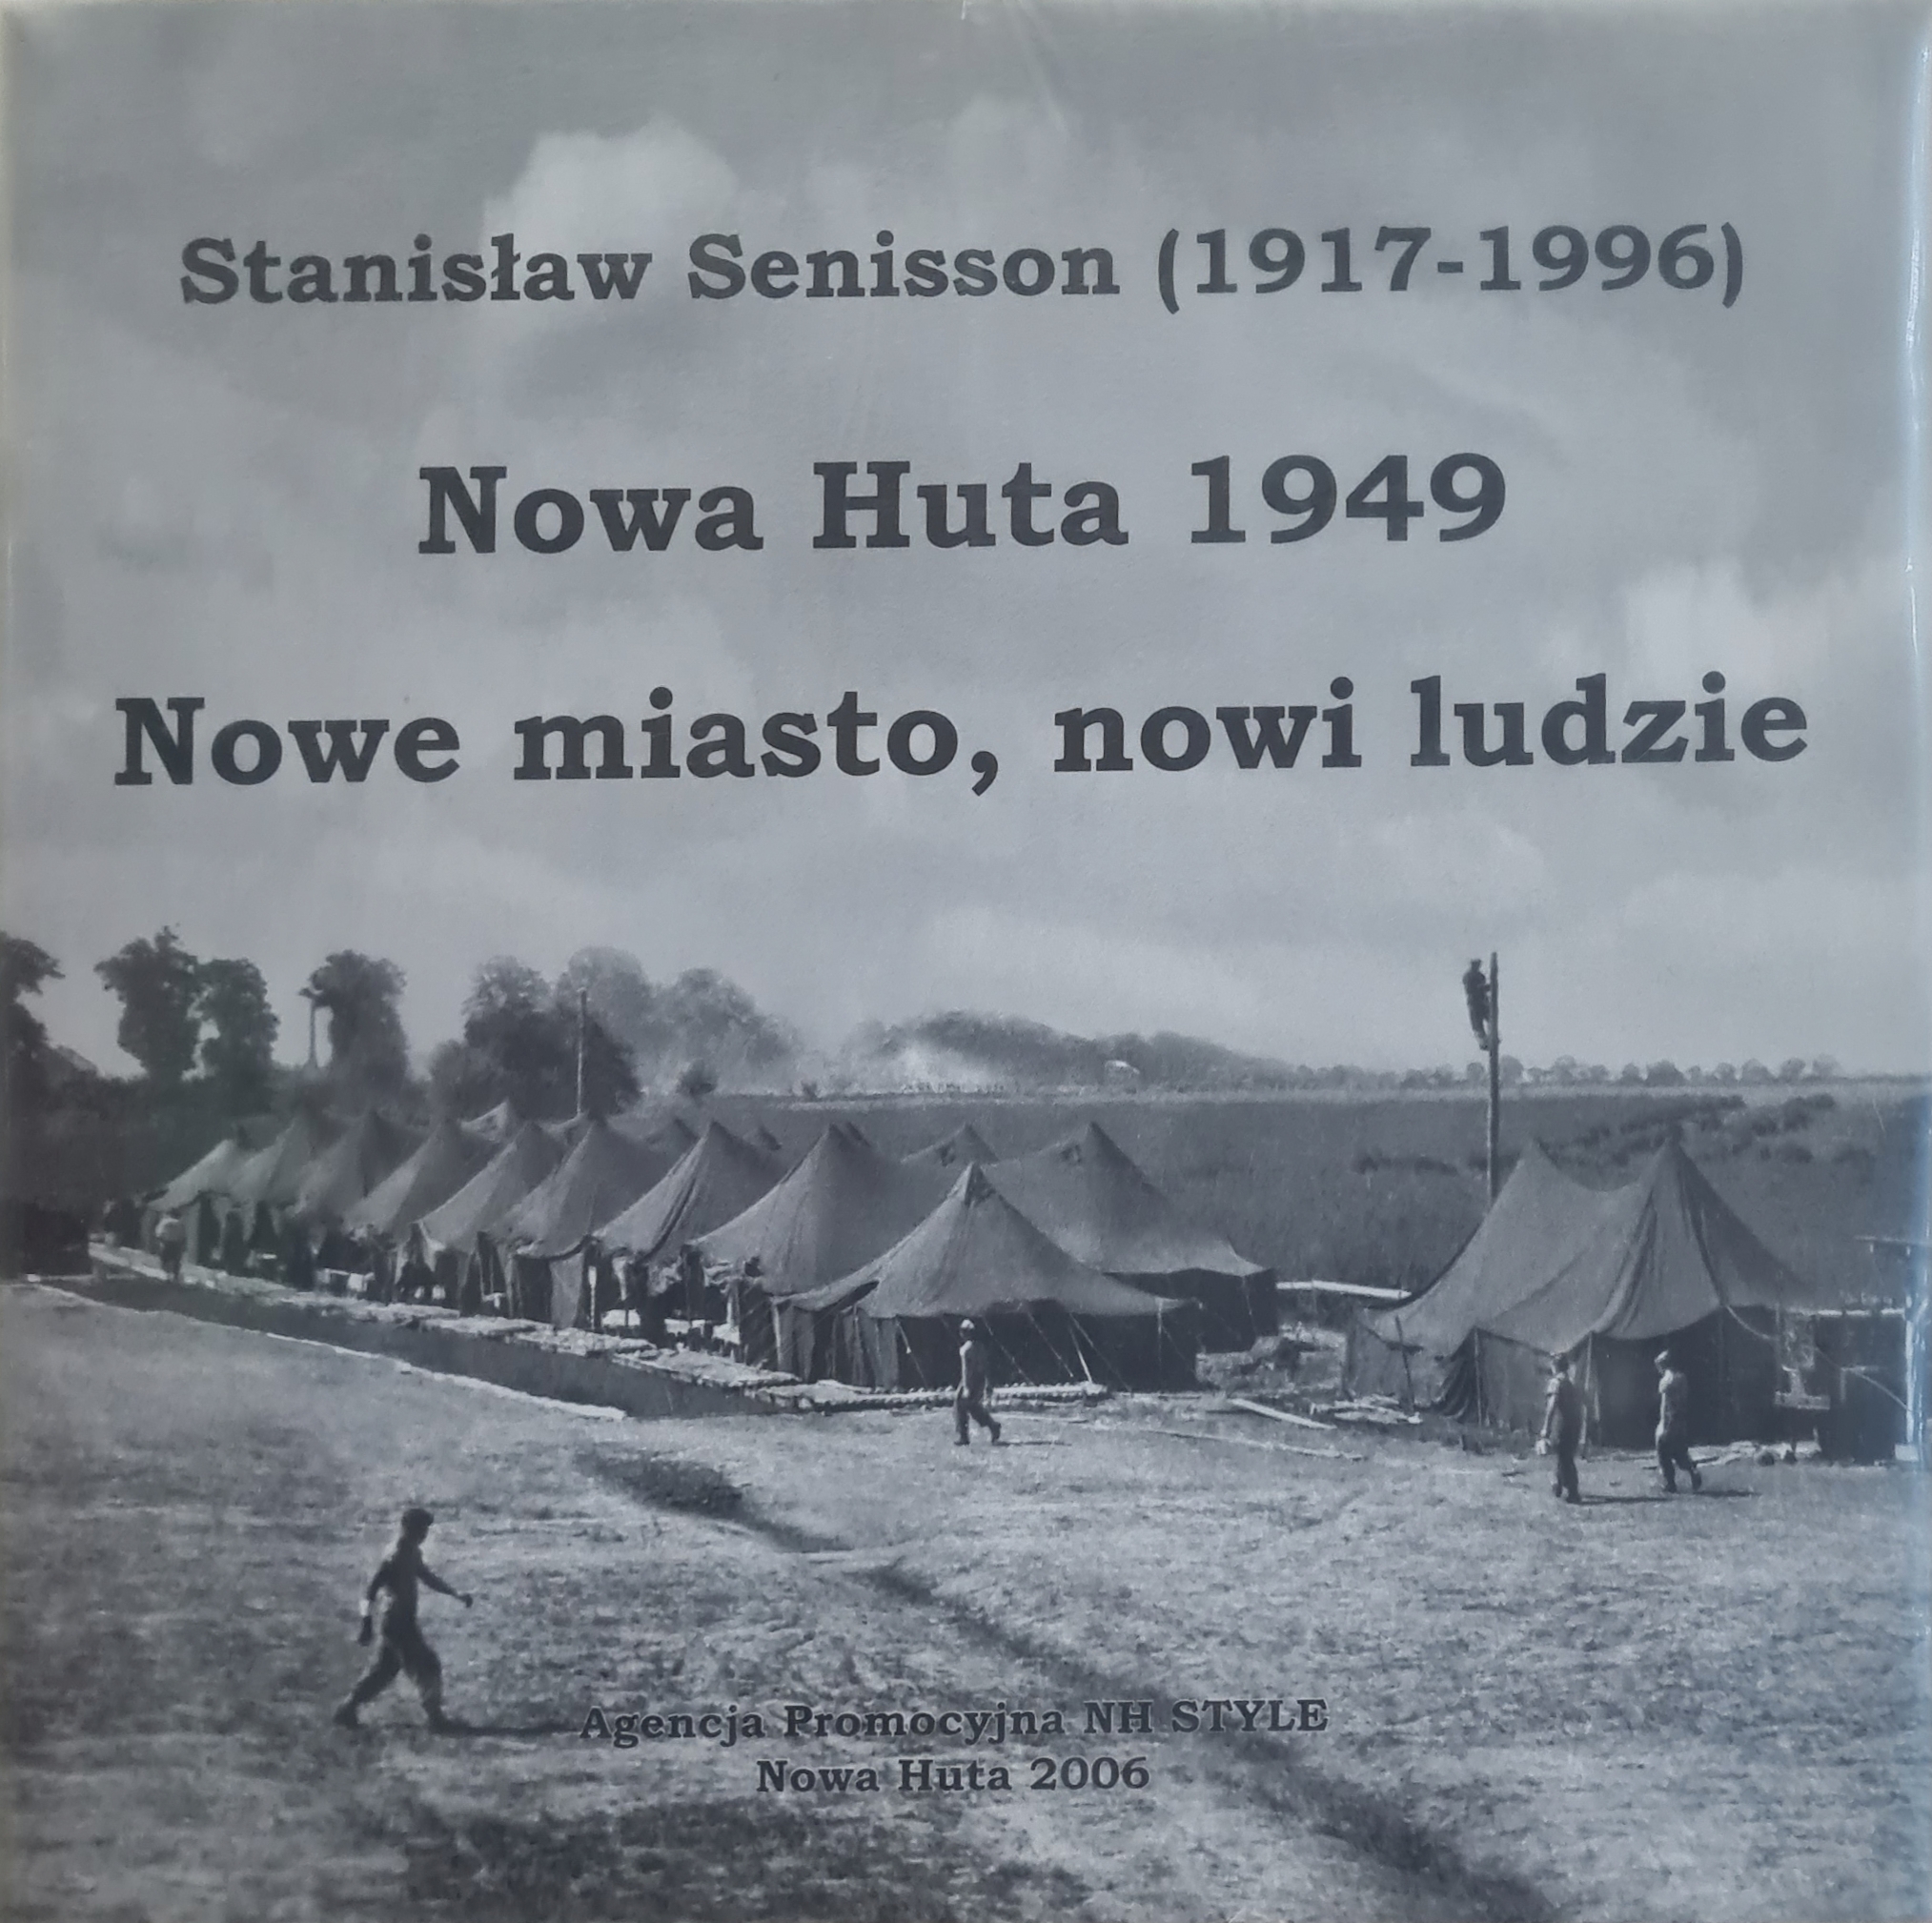 Stanisław Senisson (1917-1996)
Nowa Huta 1949
Nowe miasto, nowi ludzie
Agencja Promocyjna NH STYLE
Nowa Huta 2006